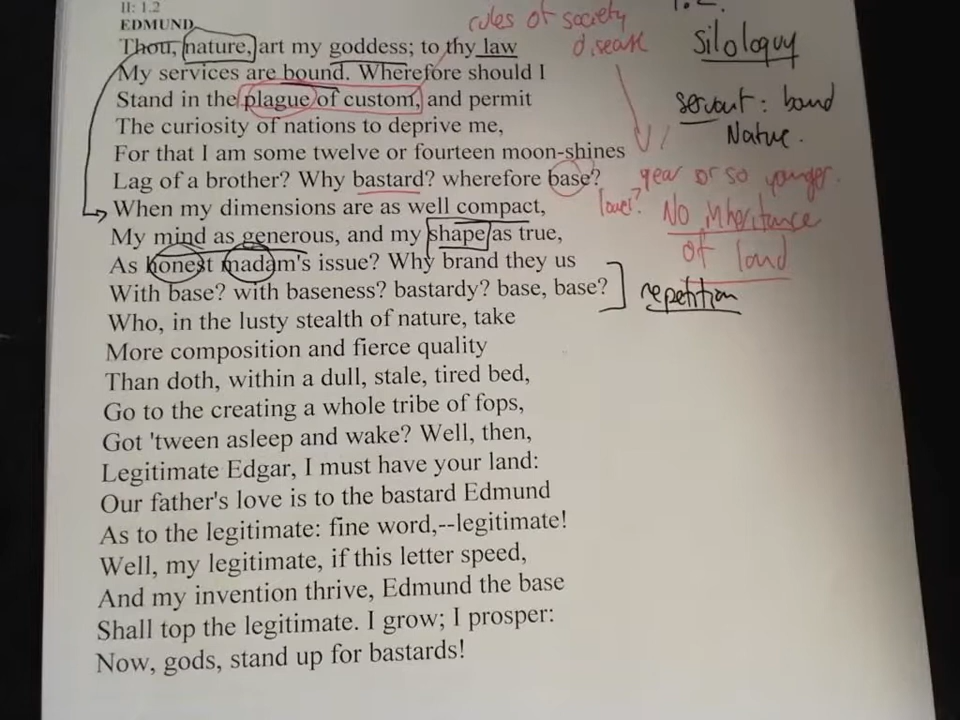 II: 1.2
1.2.
EDMUND
rules of society
disease
Siloloquy
Thou, nature, art my goddess; to thy law
My services are bound. Wherefore should I
Stand in the plague of custom, and permit
servant : bound
Nature.
The curiosity of nations to deprive me,
For that I am some twelve or fourteen moon-shines
year or so younger.
Lag of a brother? Why bastard? wherefore base?
lower?
No inheritance
of land
When my dimensions are as well compact,
My mind as generous, and my shape as true,
As honest madam's issue? Why brand they us
With base? with baseness? bastardy? base, base?
repetition
Who, in the lusty stealth of nature, take
More composition and fierce quality
Than doth, within a dull, stale, tired bed,
Go to the creating a whole tribe of fops,
Got 'tween asleep and wake? Well, then,
Legitimate Edgar, I must have your land:
Our father's love is to the bastard Edmund
As to the legitimate: fine word,--legitimate!
Well, my legitimate, if this letter speed,
And my invention thrive, Edmund the base
Shall top the legitimate. I grow; I prosper:
Now, gods, stand up for bastards!